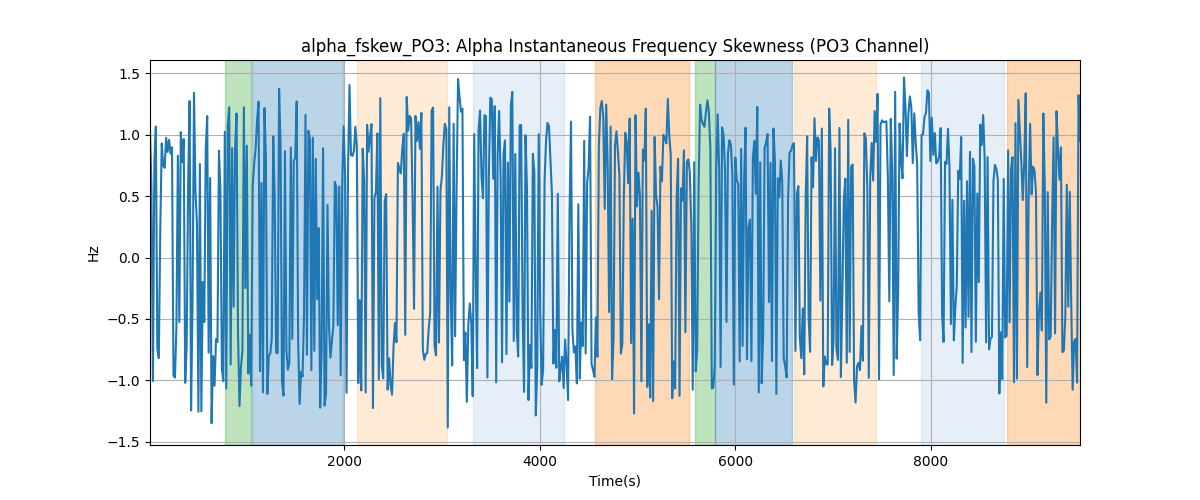 alpha_fskew_PO3: Alpha Instantaneous Frequency Skewness (PO3 Channel)
1.5
1.0
0.5
0.0
−0.5
−1.0
−1.5
Hz
2000 4000 6000 8000
Time(s)